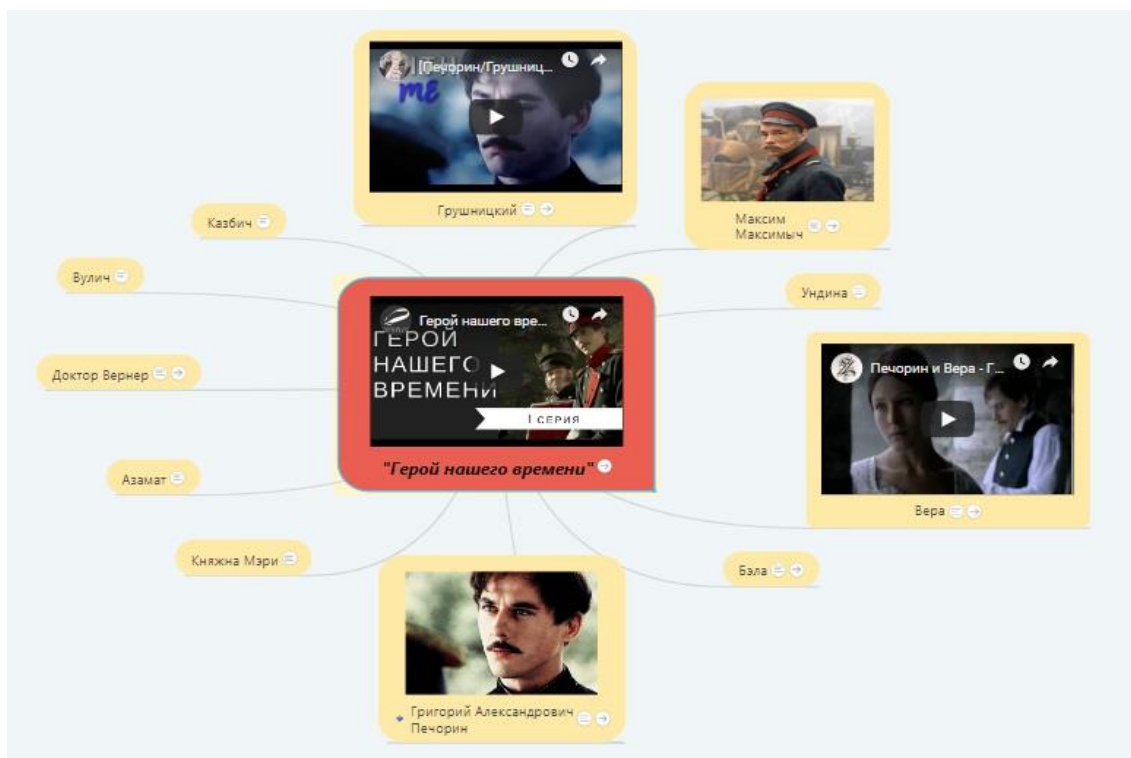 [Печорин/Грушниц...
ME
Грушницкий
Максим
Максимыч
Казбич
Вулич
Ундина
Герой нашего вре...
ГЕРОЙ
НАШЕГО
ВРЕМЕНИ
I СЕРИЯ
"Герой нашего времени"
Доктор Вернер
Печорин и Вера - Г...
Вера
Азамат
Княжна Мэри
Бэла
Григорий Александрович
Печорин